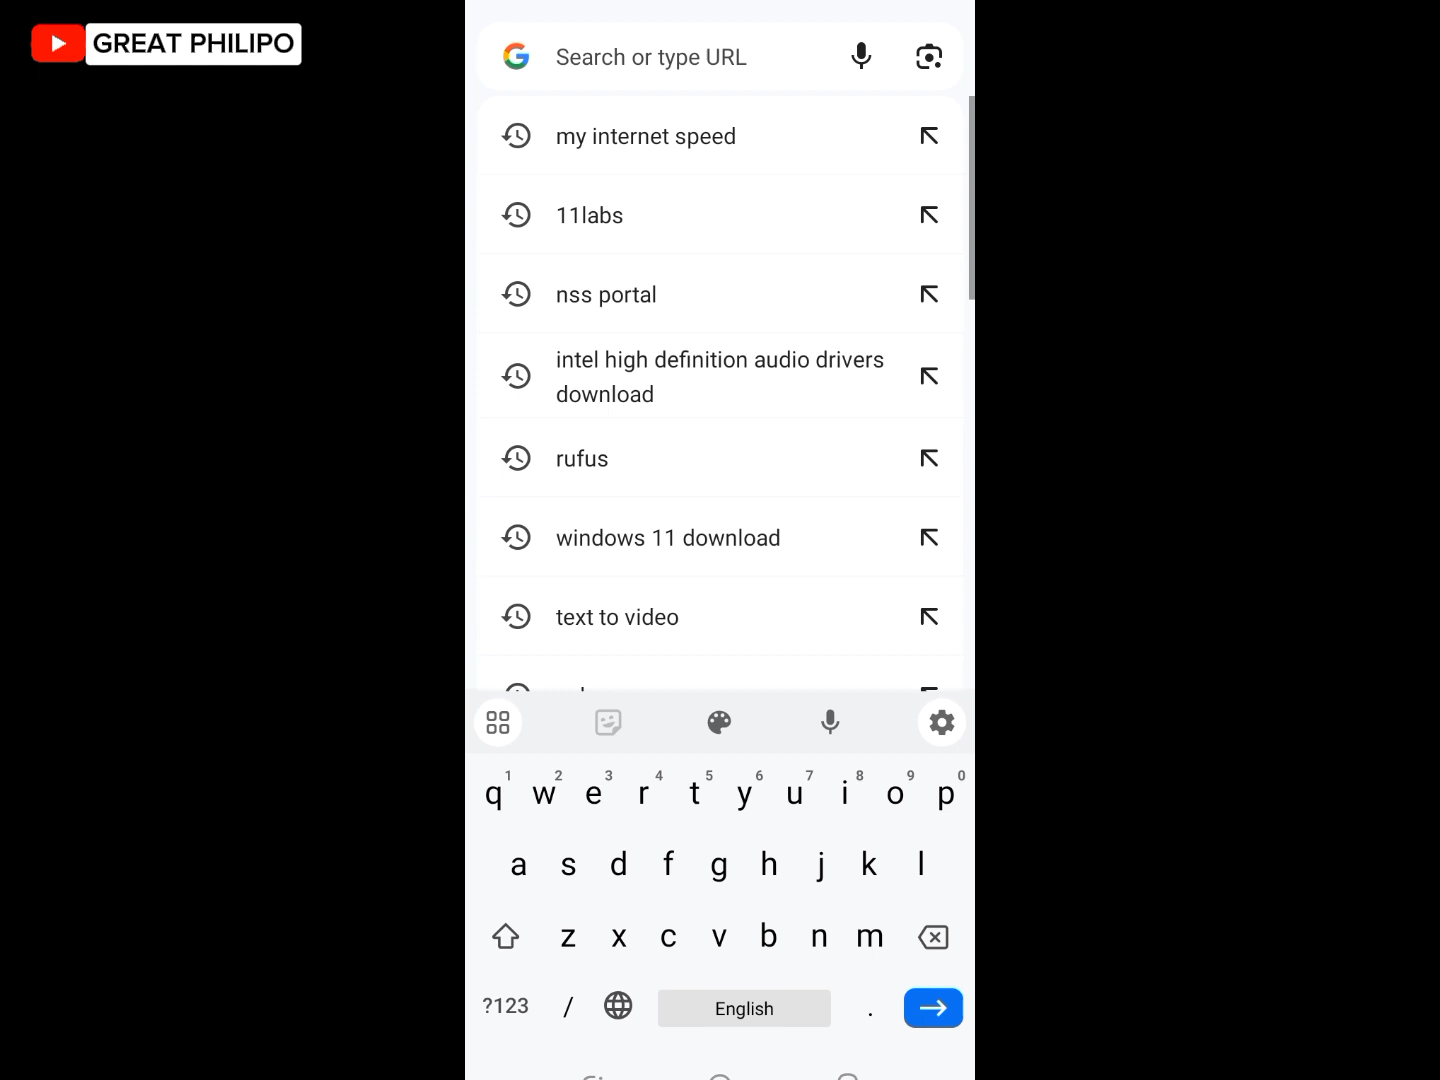 GREAT PHILIPO
Search or type URL
my internet speed
11labs
nss portal
intel high definition audio drivers
download
rufus
windows 11 download
text to video
1 2 3 4 5 6 7 8 9 0
q w e r t y u i o p
a s d f g h j k l
z x c v b n m
?123 / English .